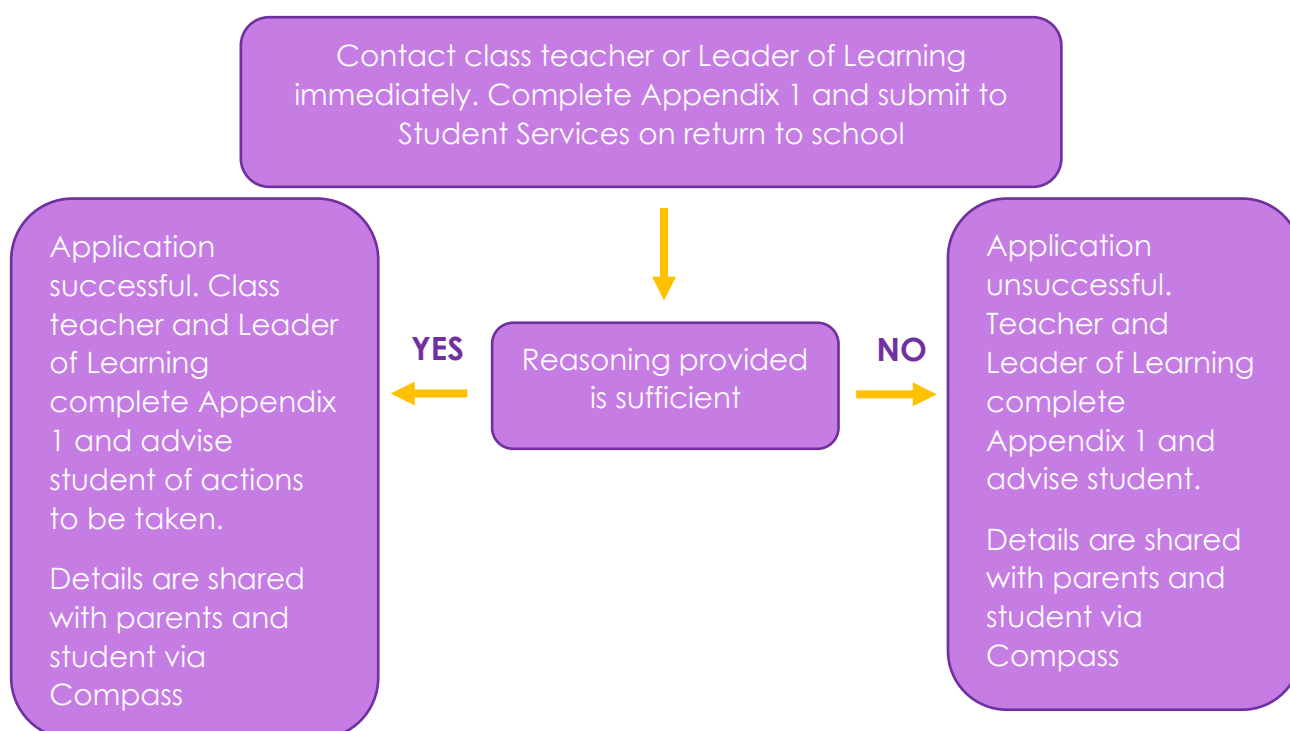 Contact class teacher or Leader of Learning
immediately. Complete Appendix 1 and submit to
Student Services on return to school
Application
successful. Class
teacher and Leader
of Learning
complete Appendix
1 and advise
student of actions
to be taken.
Details are shared
with parents and
student via
Compass
YES
Reasoning provided
is sufficient
NO
Application
unsuccessful.
Teacher and
Leader of Learning
complete
Appendix 1 and
advise student.
Details are shared
with parents and
student via
Compass